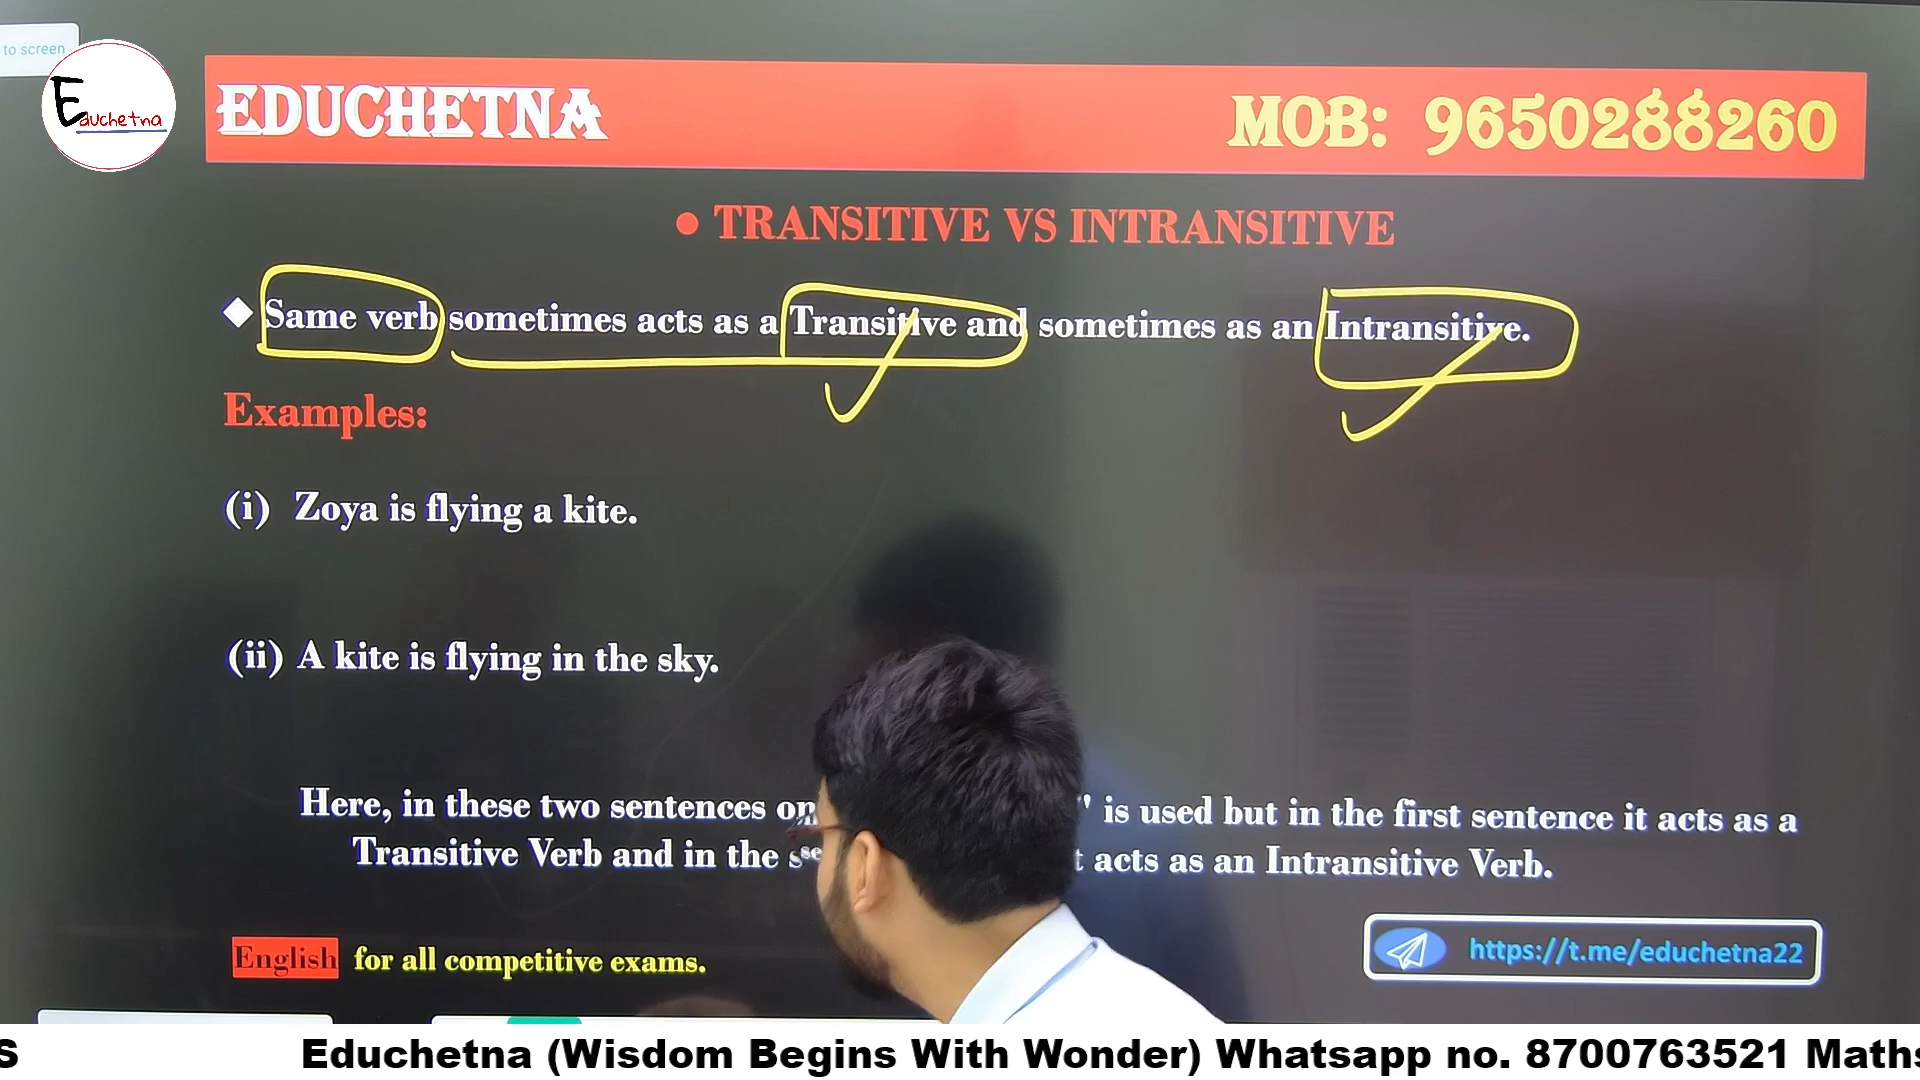 to screen
Educhetna
EDUCHETNA
MOB: 9650288260
● TRANSITIVE VS INTRANSITIVE
◆ Same verb sometimes acts as a Transitive and sometimes as an Intransitive.
Examples:
(i) Zoya is flying a kite.
(ii) A kite is flying in the sky.
Here, in these two sentences on " is used but in the first sentence it acts as a
Transitive Verb and in the acts as an Intransitive Verb.
English for all competitive exams.
https://t.me/educhetna22
S Educhetna (Wisdom Begins With Wonder) Whatsapp no. 8700763521 Maths